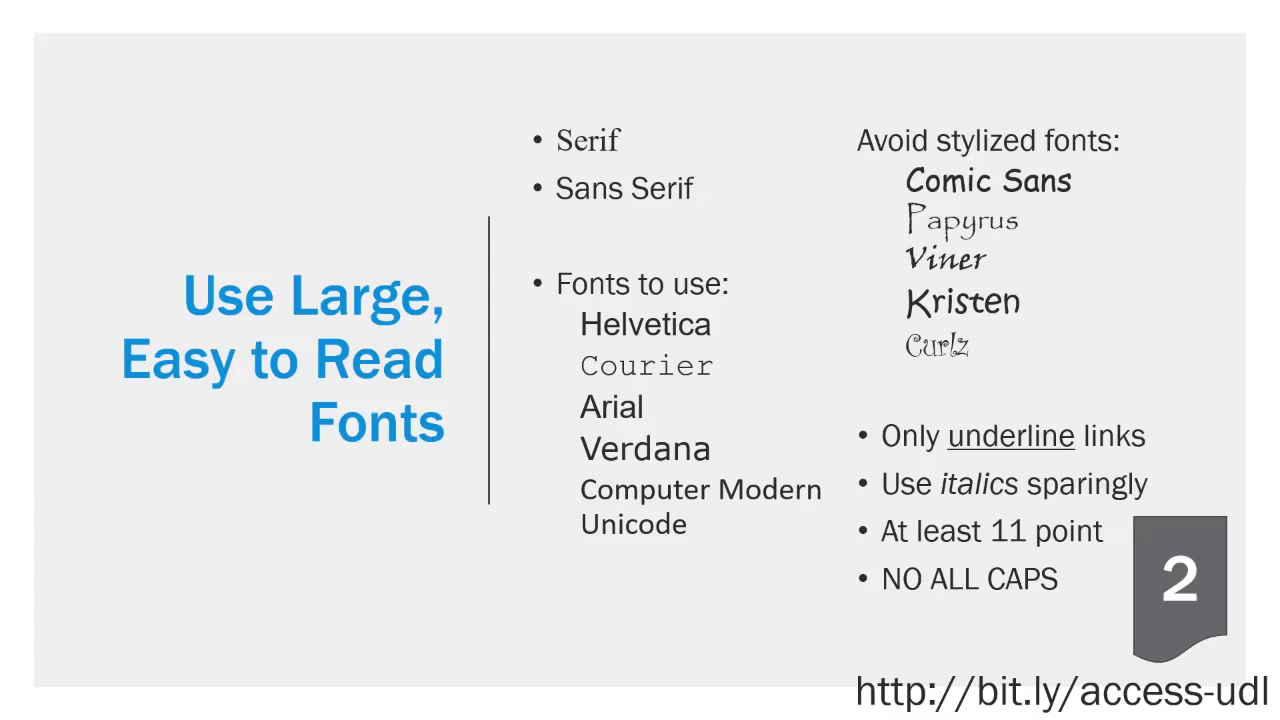 Use Large,
Easy to Read
Fonts
• Serif
• Sans Serif
• Fonts to use:
Helvetica
Courier
Arial
Verdana
Computer Modern
Unicode
Avoid stylized fonts:
Comic Sans
Papyrus
Viner
Kristen
Curlz
• Only underline links
• Use italics sparingly
• At least 11 point
• NO ALL CAPS
2
http://bit.ly/access-udl